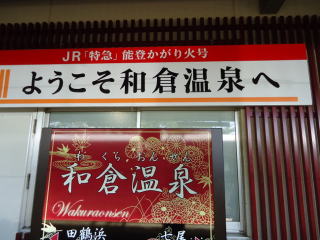 JR「特急」能登かがり火号
ようこそ和倉温泉へ
わくら おんせん
和倉温泉
Wakuraonsen
田鶴浜
七尾